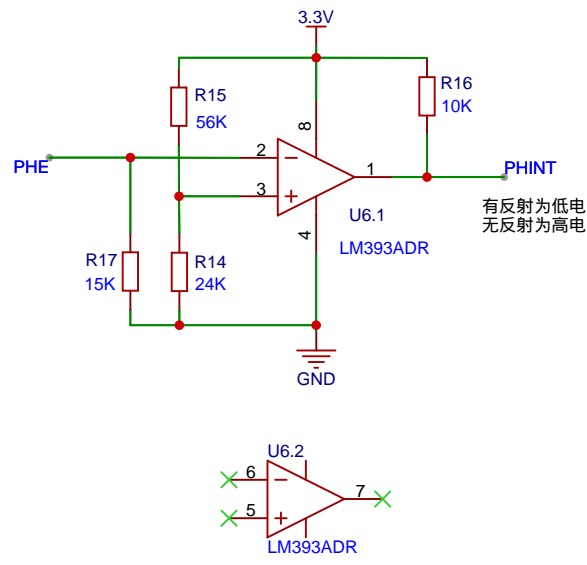 3.3V
R15
56K
R16
10K
8
PHE
2
1
PHINT
3
U6.1
有反射为低电
无反射为高电
4
LM393ADR
R17
15K
R14
24K
GND
U6.2
6
7
5
LM393ADR